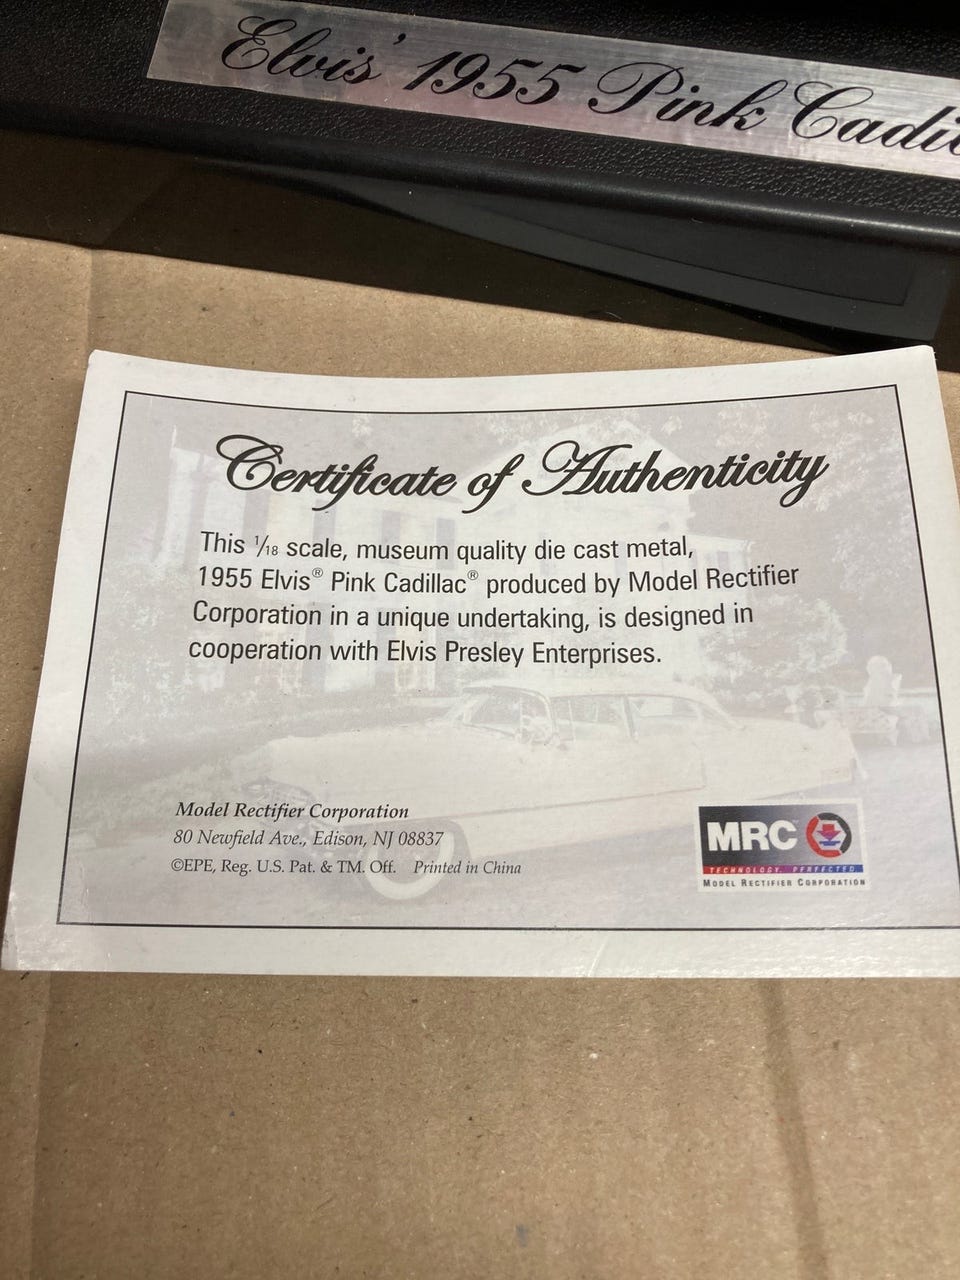 Elvis' 1955 Pink
Certificate of Authenticity
This 1/18 scale, museum quality die cast metal,
1955 Elvis® Pink Cadillac® produced by Model Rectifier
Corporation in a unique undertaking, is designed in
cooperation with Elvis Presley Enterprises.
Model Rectifier Corporation
80 Newfield Ave., Edison, NJ 08837
©EPE, Reg. U.S. Pat. & TM. Off. Printed in China
MRC™
TECHNOLOGY, PERFECTED
MODEL RECTIFIER CORPORATION